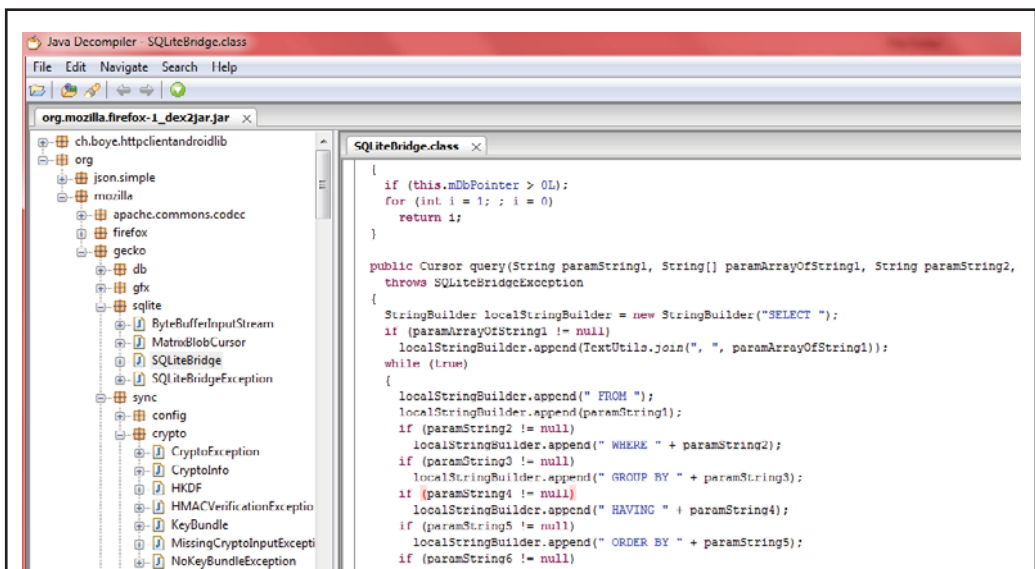 Java Decompiler - SQLiteBridge.class
File Edit Navigate Search Help
org.mozilla.firefox-1_dex2jar.jar
ch.boye.httpclientandroidlib
org
json.simple
mozilla
apache.commons.codec
firefox
gecko
db
gfx
sqlite
ByteBufferInputStream
MatrixBlobCursor
SQLiteBridge
SQLiteBridgeException
sync
config
crypto
CryptoException
CryptoInfo
HKDF
HMACVerificationExceptio
KeyBundle
MissingCryptoInputExcepti
NoKeyBundleException
SQLiteBridge.class
{
if (this.mDbPointer > 0L);
for (int i = 1; ; i = 0)
return i;
}
public Cursor query(String paramString1, String[] paramArrayOfString1, String paramString2,
throws SQLiteBridgeException
{
StringBuilder localStringBuilder = new StringBuilder("SELECT ");
if (paramArrayOfString1 != null)
localStringBuilder.append(TextUtils.join(", ", paramArrayOfString1));
while (true)
{
localStringBuilder.append(" FROM ");
localStringBuilder.append(paramString1);
if (paramString2 != null)
localStringBuilder.append(" WHERE " + paramString2);
if (paramString3 != null)
localStringBuilder.append(" GROUP BY " + paramString3);
if (paramString4 != null)
localStringBuilder.append(" HAVING " + paramString4);
if (paramString5 != null)
localStringBuilder.append(" ORDER BY " + paramString5);
if (paramString6 != null)